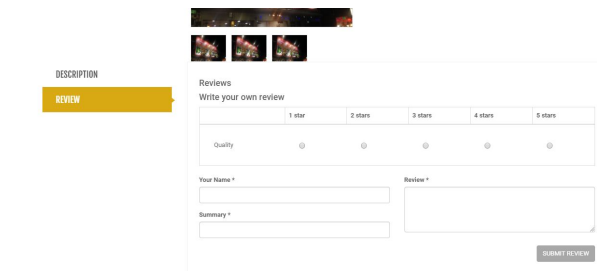 DESCRIPTION
REVIEW
Reviews
Write your own review
1 star 2 stars 3 stars 4 stars 5 stars
Quality
Your Name *
Summary *
Review *
SUBMIT REVIEW